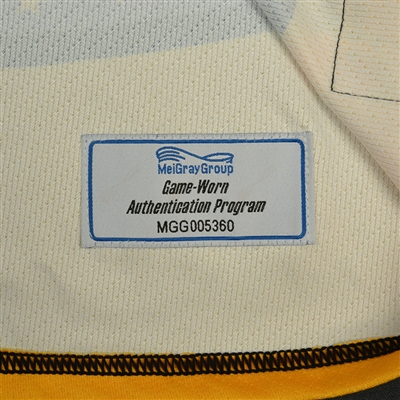 MeiGrayGroup
Game-Worn
Authentication Program
MGG005360